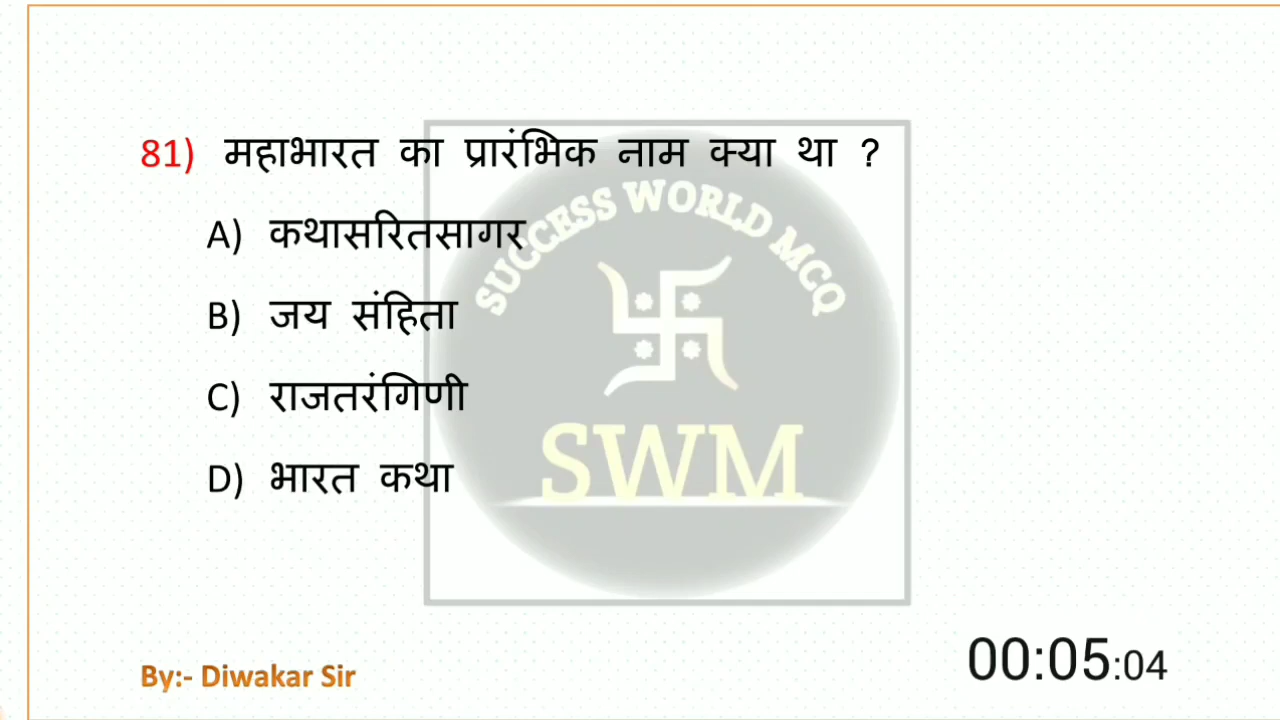 81) महाभारत का प्रारंभिक नाम क्या था ?
A) कथासरितसागर
B) जय संहिता
C) राजतरंगिणी
D) भारत कथा
SUCCESS WORLD MCQ
SWM
By:- Diwakar Sir
00:05:04